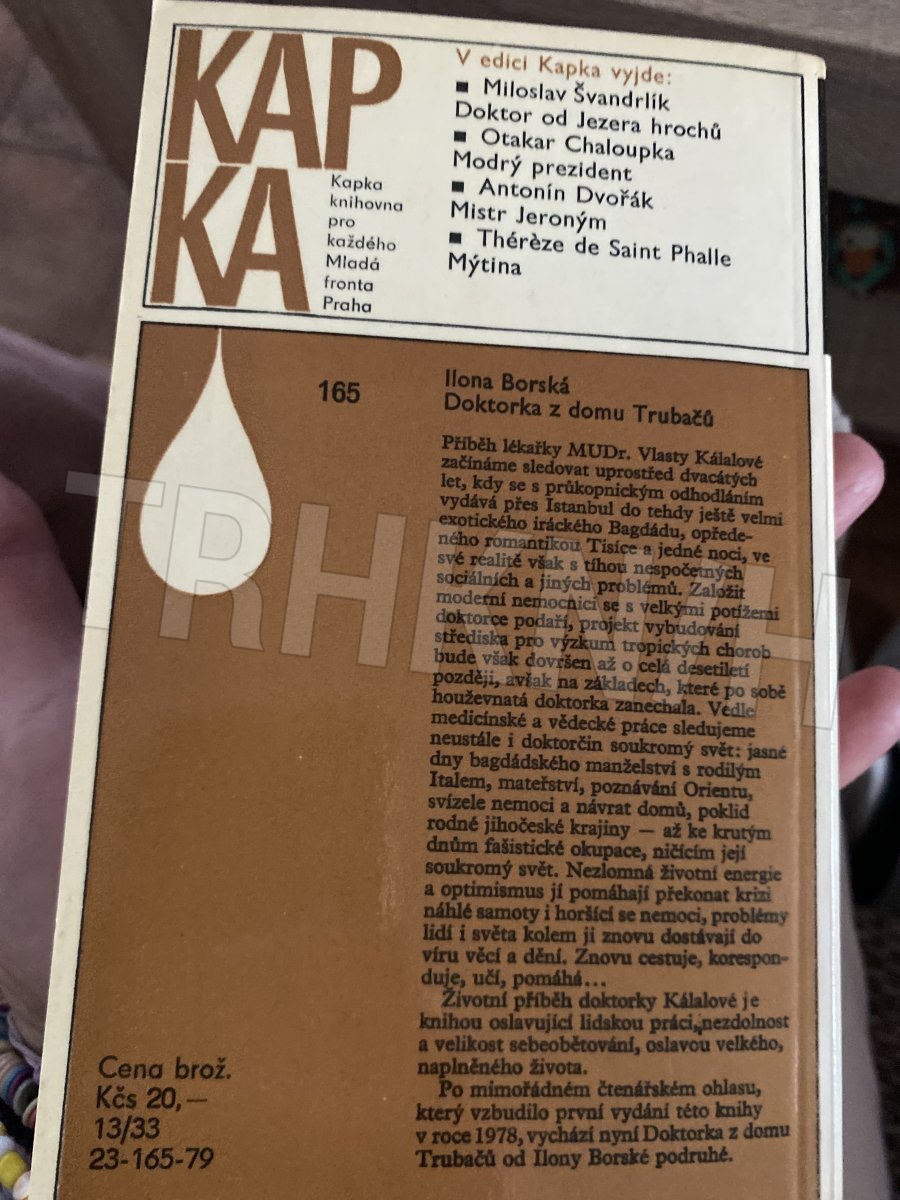 KAP
KA
Kapka
knihovna
pro
každého
Mladá
fronta
Praha
V edici Kapka vyjde:
■ Miloslav Švandrlík
Doktor od Jezera hrochů
■ Otakar Chaloupka
Modrý prezident
■ Antonín Dvořák
Mistr Jeroným
■ Thérèze de Saint Phalle
Mýtina
165
Ilona Borská
Doktorka z domu Trubačů
Příběh lékařky MUDr. Vlasty Kálalové
začínáme sledovat uprostřed dvacátých
let, kdy se s průkopnickým odhodláním
vydává přes Istanbul do tehdy ještě velmi
exotického iráckého Bagdádu, opřede-
ného romantikou Tisíce a jedné noci, ve
své realitě však s tíhou nespočetných
sociálních a jiných problémů. Založit
moderní nemocnici se s velkými potížemi
doktorce podaří, projekt vybudování
střediska pro výzkum tropických chorob
bude však dovršen až o celá desetiletí
později, avšak na základech, které po sobě
houževnatá doktorka zanechala. Vedle
medicínské a vědecké práce sledujeme
neustále i doktorčin soukromý svět: jasné
dny bagdádského manželství s rodilým
Italem, mateřství, poznávání Orientu,
svízele nemoci a návrat domů, poklid
rodné jihočeské krajiny — až ke krutým
dnům fašistické okupace, ničícím její
soukromý svět. Nezlomná životní energie
a optimismus jí pomáhají překonat krizi
náhlé samoty i horšící se nemoci, problémy
lidí i světa kolem ji znovu dostávají do
víru věcí a dění. Znovu cestuje, korespon-
duje, učí, pomáhá...
Životní příběh doktorky Kálalové je
knihou oslavující lidskou práci, nezdolnost
a velikost sebeobětování, oslavou velkého,
naplněného života.
Po mimořádném čtenářském ohlasu,
který vzbudilo první vydání této knihy
v roce 1978, vychází nyní Doktorka z domu
Trubačů od Ilony Borské podruhé.
Cena brož.
Kčs 20,—
13/33
23-165-79